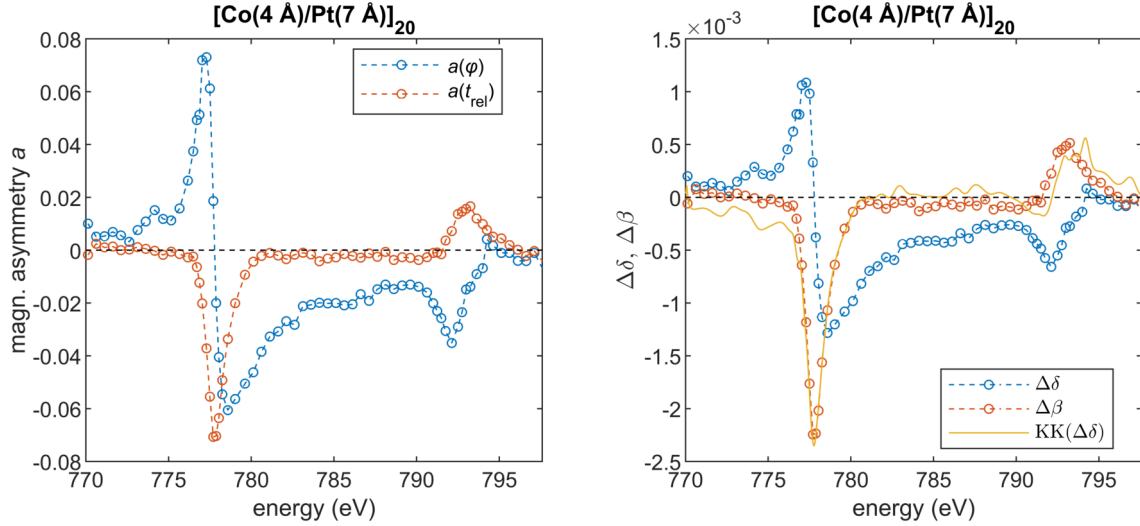 [Co(4 Å)/Pt(7 Å)]20
0.08
0.06
0.04
0.02
0
-0.02
-0.04
-0.06
-0.08
magn. asymmetry a
a(φ)
a(trel)
770
775
780
785
790
795
energy (eV)
[Co(4 Å)/Pt(7 Å)]20
×10-3
1.5
1
0.5
0
-0.5
-1
-1.5
-2
-2.5
Δδ, Δβ
Δδ
Δβ
KK(Δδ)
770
775
780
785
790
795
energy (eV)